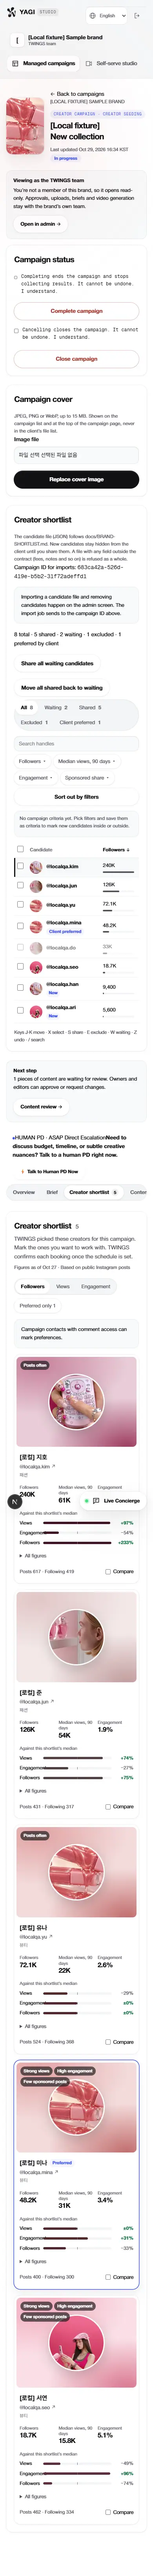 YAGI STUDIO
English
[Local fixture] Sample brand
TWINGS team
Managed campaigns
Self-serve studio
← Back to campaigns
[LOCAL FIXTURE] SAMPLE BRAND
CREATOR CAMPAIGN · CREATOR SEEDING
[Local fixture]
New collection
Last updated Oct 28, 2026 19:34 KST
In progress
Viewing as the TWINGS team
You're not a member of this brand, so it opens read-
only. Approvals, uploads, briefs and video generation
stay with the brand's own team.
Open in admin →
Campaign status
Completing ends the campaign and stops
collecting results. It cannot be undone.
I understand.
Complete campaign
Cancelling closes the campaign. It cannot
be undone. I understand.
Close campaign
Campaign cover
JPEG, PNG or WebP, up to 15 MB. Shown on the
campaign list and at the top of the campaign page, never
in the client's file list.
Image file
파일 선택 선택된 파일 없음
Replace cover image
Creator shortlist
The candidate file (JSON) follows docs/BRAND-
SHORTLIST.md. New candidates stay hidden from the
client until you share them. A file with any field outside the
contract (fees, notes and so on) is refused as a whole.
Campaign ID for imports:
Importing a candidate file and removing
candidates happen on the admin screen. The
import job sends to the campaign ID above.
8 total · 5 shared · 2 waiting · 1 excluded · 1
preferred by client
Share all waiting candidates
Move all shared back to waiting
All 8
Waiting 2
Shared 5
Excluded 1
Client preferred 1
Search handles
Followers
Median views, 90 days
Engagement
Sponsored share
Sort out by filters
No campaign criteria yet. Pick filters and save
them as criteria to mark new candidates inside or outside.
Candidate
Followers ↓
@localqa.kim
240K
@localqa.jun
126K
@localqa.yu
72.1K
@localqa.mina
Client preferred
48.2K
@localqa.do
33K
@localqa.seo
18.7K
@localqa.han
New
9,400
@localqa.ari
New
5,600
Keys J·K move · X select · S share · E exclude · W waiting · Z
undo · / search
Next step
1 pieces of content are waiting for review. Owners and
editors can approve or request changes.
Content review →
HUMAN PD · ASAP Direct Escalation Need to
discuss budget, timeline, or subtle creative
nuances? Talk to a human PD right now.
Talk to Human PD Now
Overview
Brief
Creator shortlist 5
Conten
Creator shortlist 5
TWINGS picked these creators for this campaign.
Mark the ones you want to work with. TWINGS
confirms each booking once the schedule is set.
Figures as of Oct 27 · Based on public Instagram posts
Followers
Views
Engagement
Preferred only 1
Campaign contacts with comment access can
mark preferences.
Posts often
[로컬] 지호
@localqa.kim ↗
패션
Followers
240K
Median views, 90
days
61K
Live Concierge
Against this shortlist's median
Views +97%
Engagement −54%
Followers +233%
▶ All figures
Posts 617 · Following 419
Compare
[로컬] 준
@localqa.jun ↗
패션
Followers
126K
Median views, 90
days
54K
Engagement
1.9%
Against this shortlist's median
Views +74%
Engagement −27%
Followers +75%
▶ All figures
Posts 431 · Following 317
Compare
Posts often
[로컬] 유나
@localqa.yu ↗
뷰티
Followers
72.1K
Median views, 90
days
22K
Engagement
2.6%
Against this shortlist's median
Views −29%
Engagement ±0%
Followers ±0%
▶ All figures
Posts 524 · Following 368
Compare
Strong views
High engagement
Few sponsored posts
[로컬] 미나 Preferred
@localqa.mina ↗
뷰티
Followers
48.2K
Median views, 90
days
31K
Engagement
3.4%
Against this shortlist's median
Views ±0%
Engagement +31%
Followers −33%
▶ All figures
Posts 400 · Following 300
Compare
Strong views
High engagement
Few sponsored posts
[로컬] 서연
@localqa.seo ↗
뷰티
Followers
18.7K
Median views, 90
days
15.8K
Engagement
5.1%
Against this shortlist's median
Views −49%
Engagement +96%
Followers −74%
▶ All figures
Posts 462 · Following 334
Compare